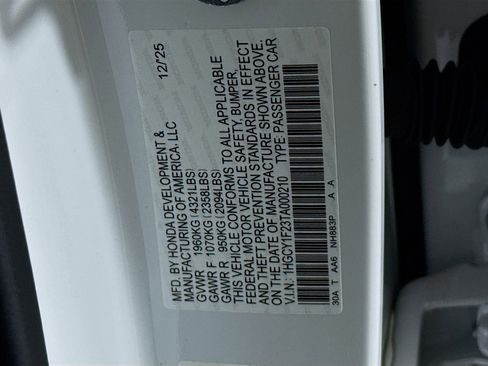 MFD. BY HONDA DEVELOPMENT & 12/'25
MANUFACTURING OF AMERICA, LLC
GVWR 1960KG(4321LBS)
GAWR F 1070KG(2358LBS)
GAWR R 950KG(2094LBS)
THIS VEHICLE CONFORMS TO ALL APPLICABLE
FEDERAL MOTOR VEHICLE SAFETY, BUMPER,
AND THEFT PREVENTION STANDARDS IN EFFECT
ON THE DATE OF MANUFACTURE SHOWN ABOVE.
V.I.N.: 1HGCY1F23TA000210 TYPE: PASSENGER CAR
30A T AA6 NH883P A A